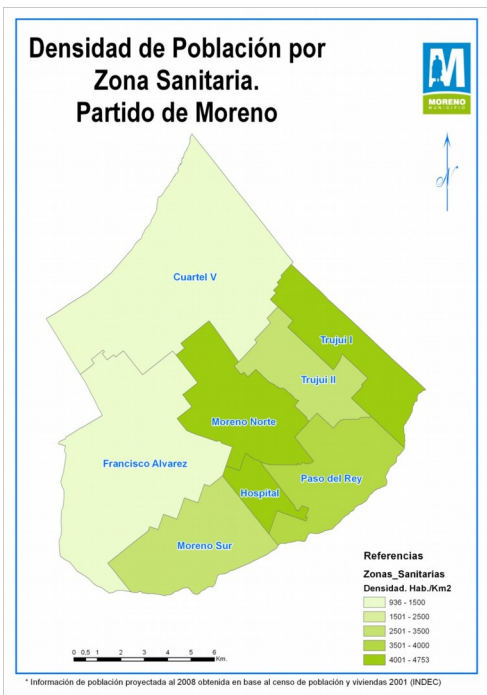 Densidad de Población por
Zona Sanitaria.
Partido de Moreno
M
MORENO
MUNICIPIO
N
Cuartel V
Trujui I
Trujui II
Moreno Norte
Francisco Alvarez
Paso del Rey
Hospital
Moreno Sur
Referencias
Zonas_Sanitarias
Densidad. Hab./Km2
936 - 1500
1501 - 2500
2501 - 3500
3501 - 4000
4001 - 4753
0 0,5 1 2 3 4 5 6
Km.
* Información de población proyectada al 2008 obtenida en base al censo de población y viviendas 2001 (INDEC)